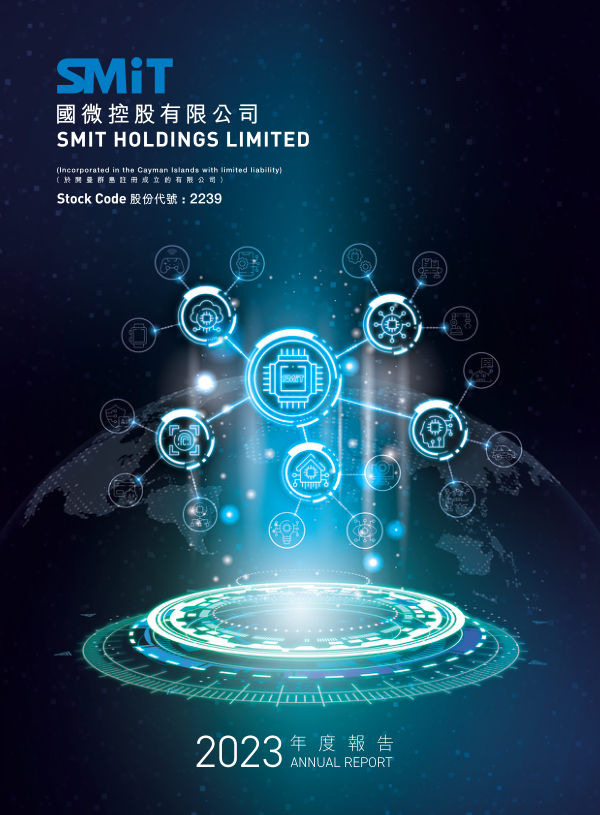 SMiT
國微控股有限公司
SMIT HOLDINGS LIMITED
(Incorporated in the Cayman Islands with limited liability)
(於開曼群島註冊成立的有限公司)
Stock Code 股份代號：2239
SMiT
2023 年度報告
ANNUAL REPORT